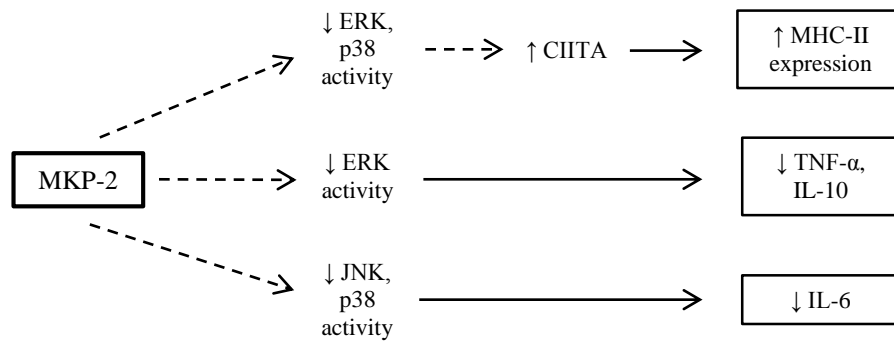 ↓ ERK,
p38
activity
↑ CIITA
↑ MHC-II
expression
MKP-2
↓ ERK
activity
↓ TNF-α,
IL-10
↓ JNK,
p38
activity
↓ IL-6